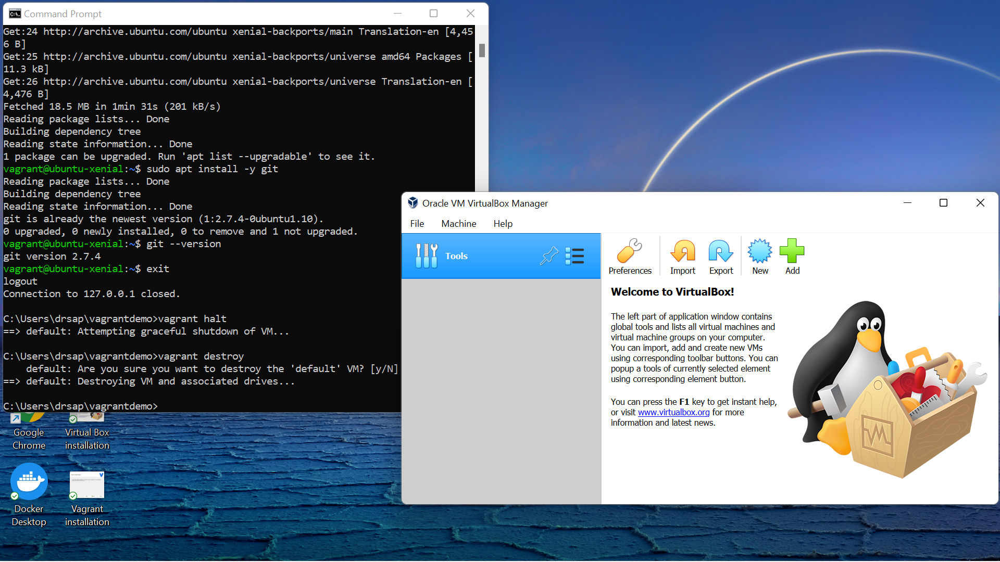 Command Prompt
Get:24 http://archive.ubuntu.com/ubuntu xenial-backports/main Translation-en [4,45
6 B]
Get:25 http://archive.ubuntu.com/ubuntu xenial-backports/universe amd64 Packages [
11.3 kB]
Get:26 http://archive.ubuntu.com/ubuntu xenial-backports/universe Translation-en [
4,476 B]
Fetched 18.5 MB in 1min 31s (201 kB/s)
Reading package lists... Done
Building dependency tree
Reading state information... Done
1 package can be upgraded. Run 'apt list --upgradable' to see it.
vagrant@ubuntu-xenial:~$ sudo apt install -y git
Reading package lists... Done
Building dependency tree
Reading state information... Done
git is already the newest version (1:2.7.4-0ubuntu1.10).
0 upgraded, 0 newly installed, 0 to remove and 1 not upgraded.
vagrant@ubuntu-xenial:~$ git --version
git version 2.7.4
vagrant@ubuntu-xenial:~$ exit
logout
Connection to 127.0.0.1 closed.
C:\Users\drsap\vagrantdemo>vagrant halt
==> default: Attempting graceful shutdown of VM...
C:\Users\drsap\vagrantdemo>vagrant destroy
default: Are you sure you want to destroy the 'default' VM? [y/N]
==> default: Destroying VM and associated drives...
C:\Users\drsap\vagrantdemo>
Oracle VM VirtualBox Manager
File Machine Help
Tools
Preferences Import Export New Add
Welcome to VirtualBox!
The left part of application window contains
global tools and lists all virtual machines and
virtual machine groups on your computer.
You can import, add and create new VMs
using corresponding toolbar buttons. You can
popup a tools of currently selected element
using corresponding element button.
You can press the F1 key to get instant help,
or visit www.virtualbox.org for more
information and latest news.
Google
Chrome
Virtual Box
installation
Docker
Desktop
Vagrant
installation